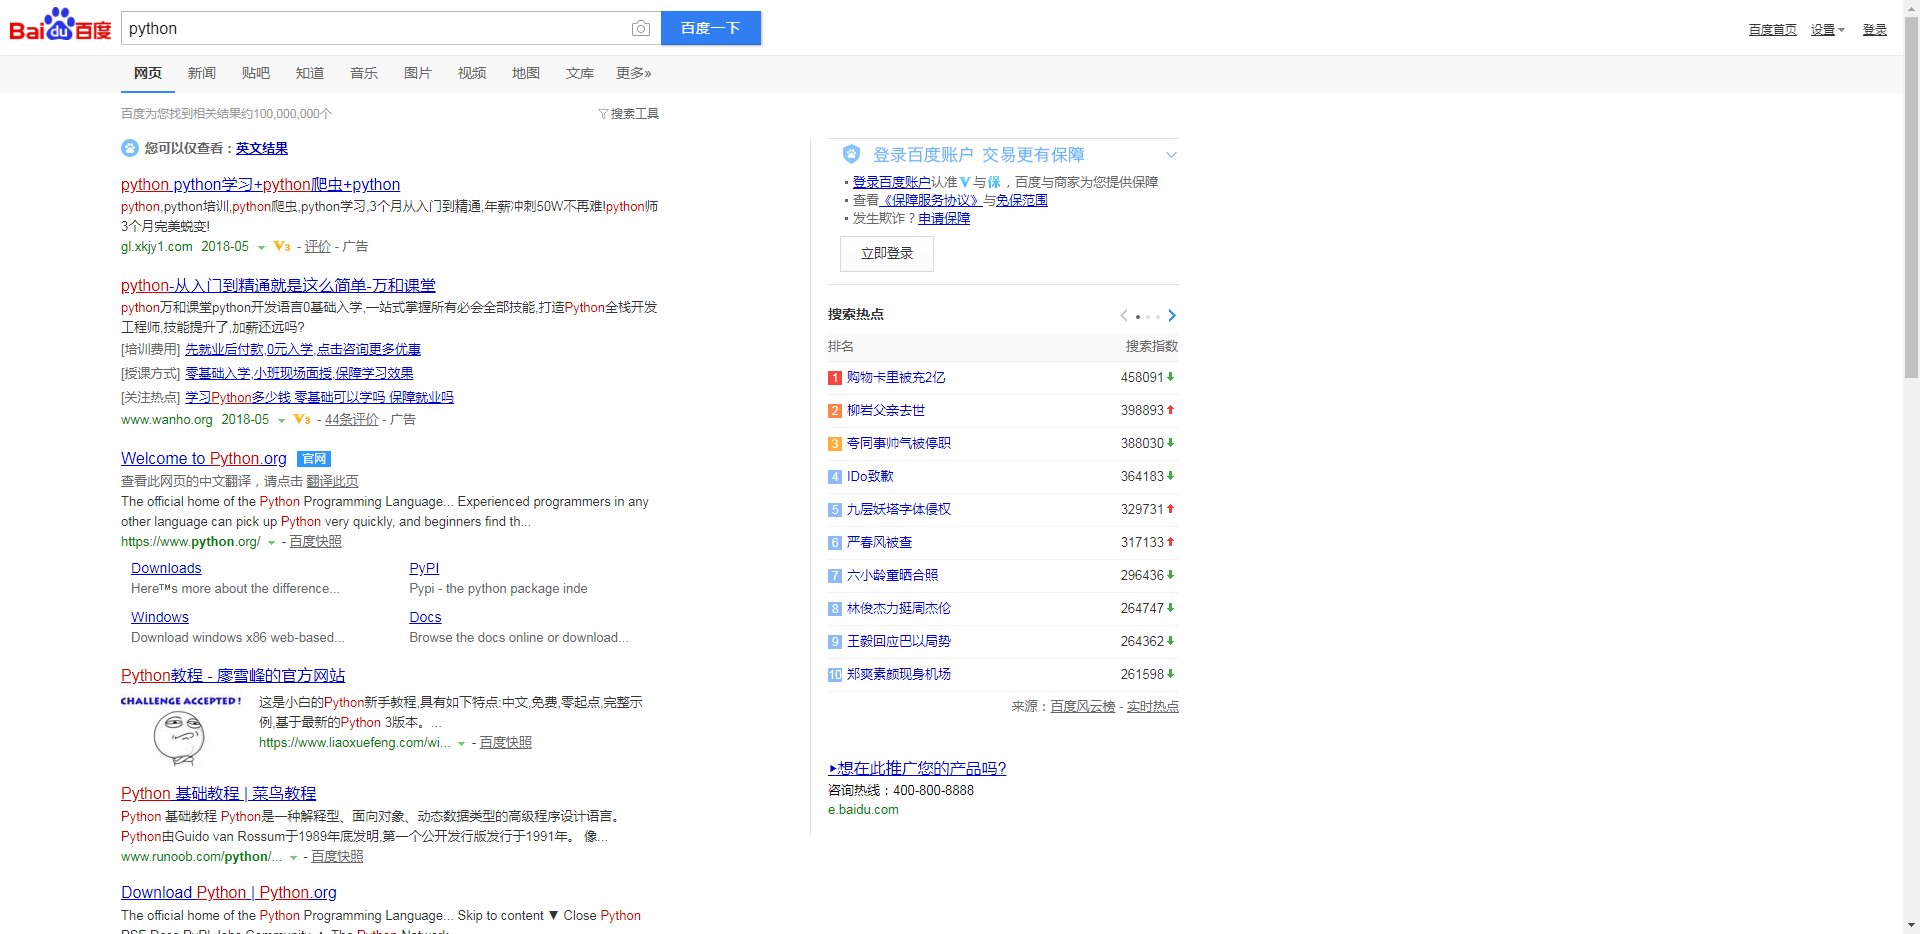 Baidu百度
python
百度一下
百度首页 设置 登录
网页 新闻 贴吧 知道 音乐 图片 视频 地图 文库 更多»
百度为您找到相关结果约100,000,000个
搜索工具
您可以仅查看：英文结果
python python学习+python爬虫+python
python,python培训,python爬虫,python学习,3个月从入门到精通,年薪冲刺50W不再难!python师
3个月完美蜕变!
gl.xkjy1.com 2018-05 V3 - 评价 - 广告
python-从入门到精通就是这么简单-万和课堂
python万和课堂python开发语言0基础入学,一站式掌握所有必会全部技能,打造Python全栈开发
工程师,技能提升了,加薪还远吗?
[培训费用] 先就业后付款,0元入学,点击咨询更多优惠
[授课方式] 零基础入学,小班现场面授,保障学习效果
[关注热点] 学习Python多少钱 零基础可以学吗 保障就业吗
www.wanho.org 2018-05 V3 - 44条评价 - 广告
Welcome to Python.org 官网
查看此网页的中文翻译，请点击 翻译此页
The official home of the Python Programming Language... Experienced programmers in any
other language can pick up Python very quickly, and beginners find th...
https://www.python.org/ - 百度快照
Downloads
Here™s more about the difference...
PyPI
Pypi - the python package inde
Windows
Download windows x86 web-based...
Docs
Browse the docs online or download...
Python教程 - 廖雪峰的官方网站
CHALLENGE ACCEPTED!
这是小白的Python新手教程,具有如下特点:中文,免费,零起点,完整示
例,基于最新的Python 3版本。...
https://www.liaoxuefeng.com/wi... - 百度快照
Python 基础教程 | 菜鸟教程
Python 基础教程 Python是一种解释型、面向对象、动态数据类型的高级程序设计语言。
Python由Guido van Rossum于1989年底发明,第一个公开发行版发行于1991年。 像...
www.runoob.com/python/... - 百度快照
Download Python | Python.org
The official home of the Python Programming Language... Skip to content ▼ Close Python
PSF Docs PyPI Jobs Community ▲ The Python Network
登录百度账户 交易更有保障
▪ 登录百度账户认准V与保，百度与商家为您提供保障
▪ 查看《保障服务协议》与免保范围
▪ 发生欺诈？申请保障
立即登录
搜索热点
排名 搜索指数
1 购物卡里被充2亿 458091
2 柳岩父亲去世 398893
3 夸同事帅气被停职 388030
4 IDo致歉 364183
5 九层妖塔字体侵权 329731
6 严春风被查 317133
7 六小龄童晒合照 296436
8 林俊杰力挺周杰伦 264747
9 王毅回应巴以局势 264362
10 郑爽素颜现身机场 261598
来源：百度风云榜 - 实时热点
▸想在此推广您的产品吗?
咨询热线：400-800-8888
e.baidu.com